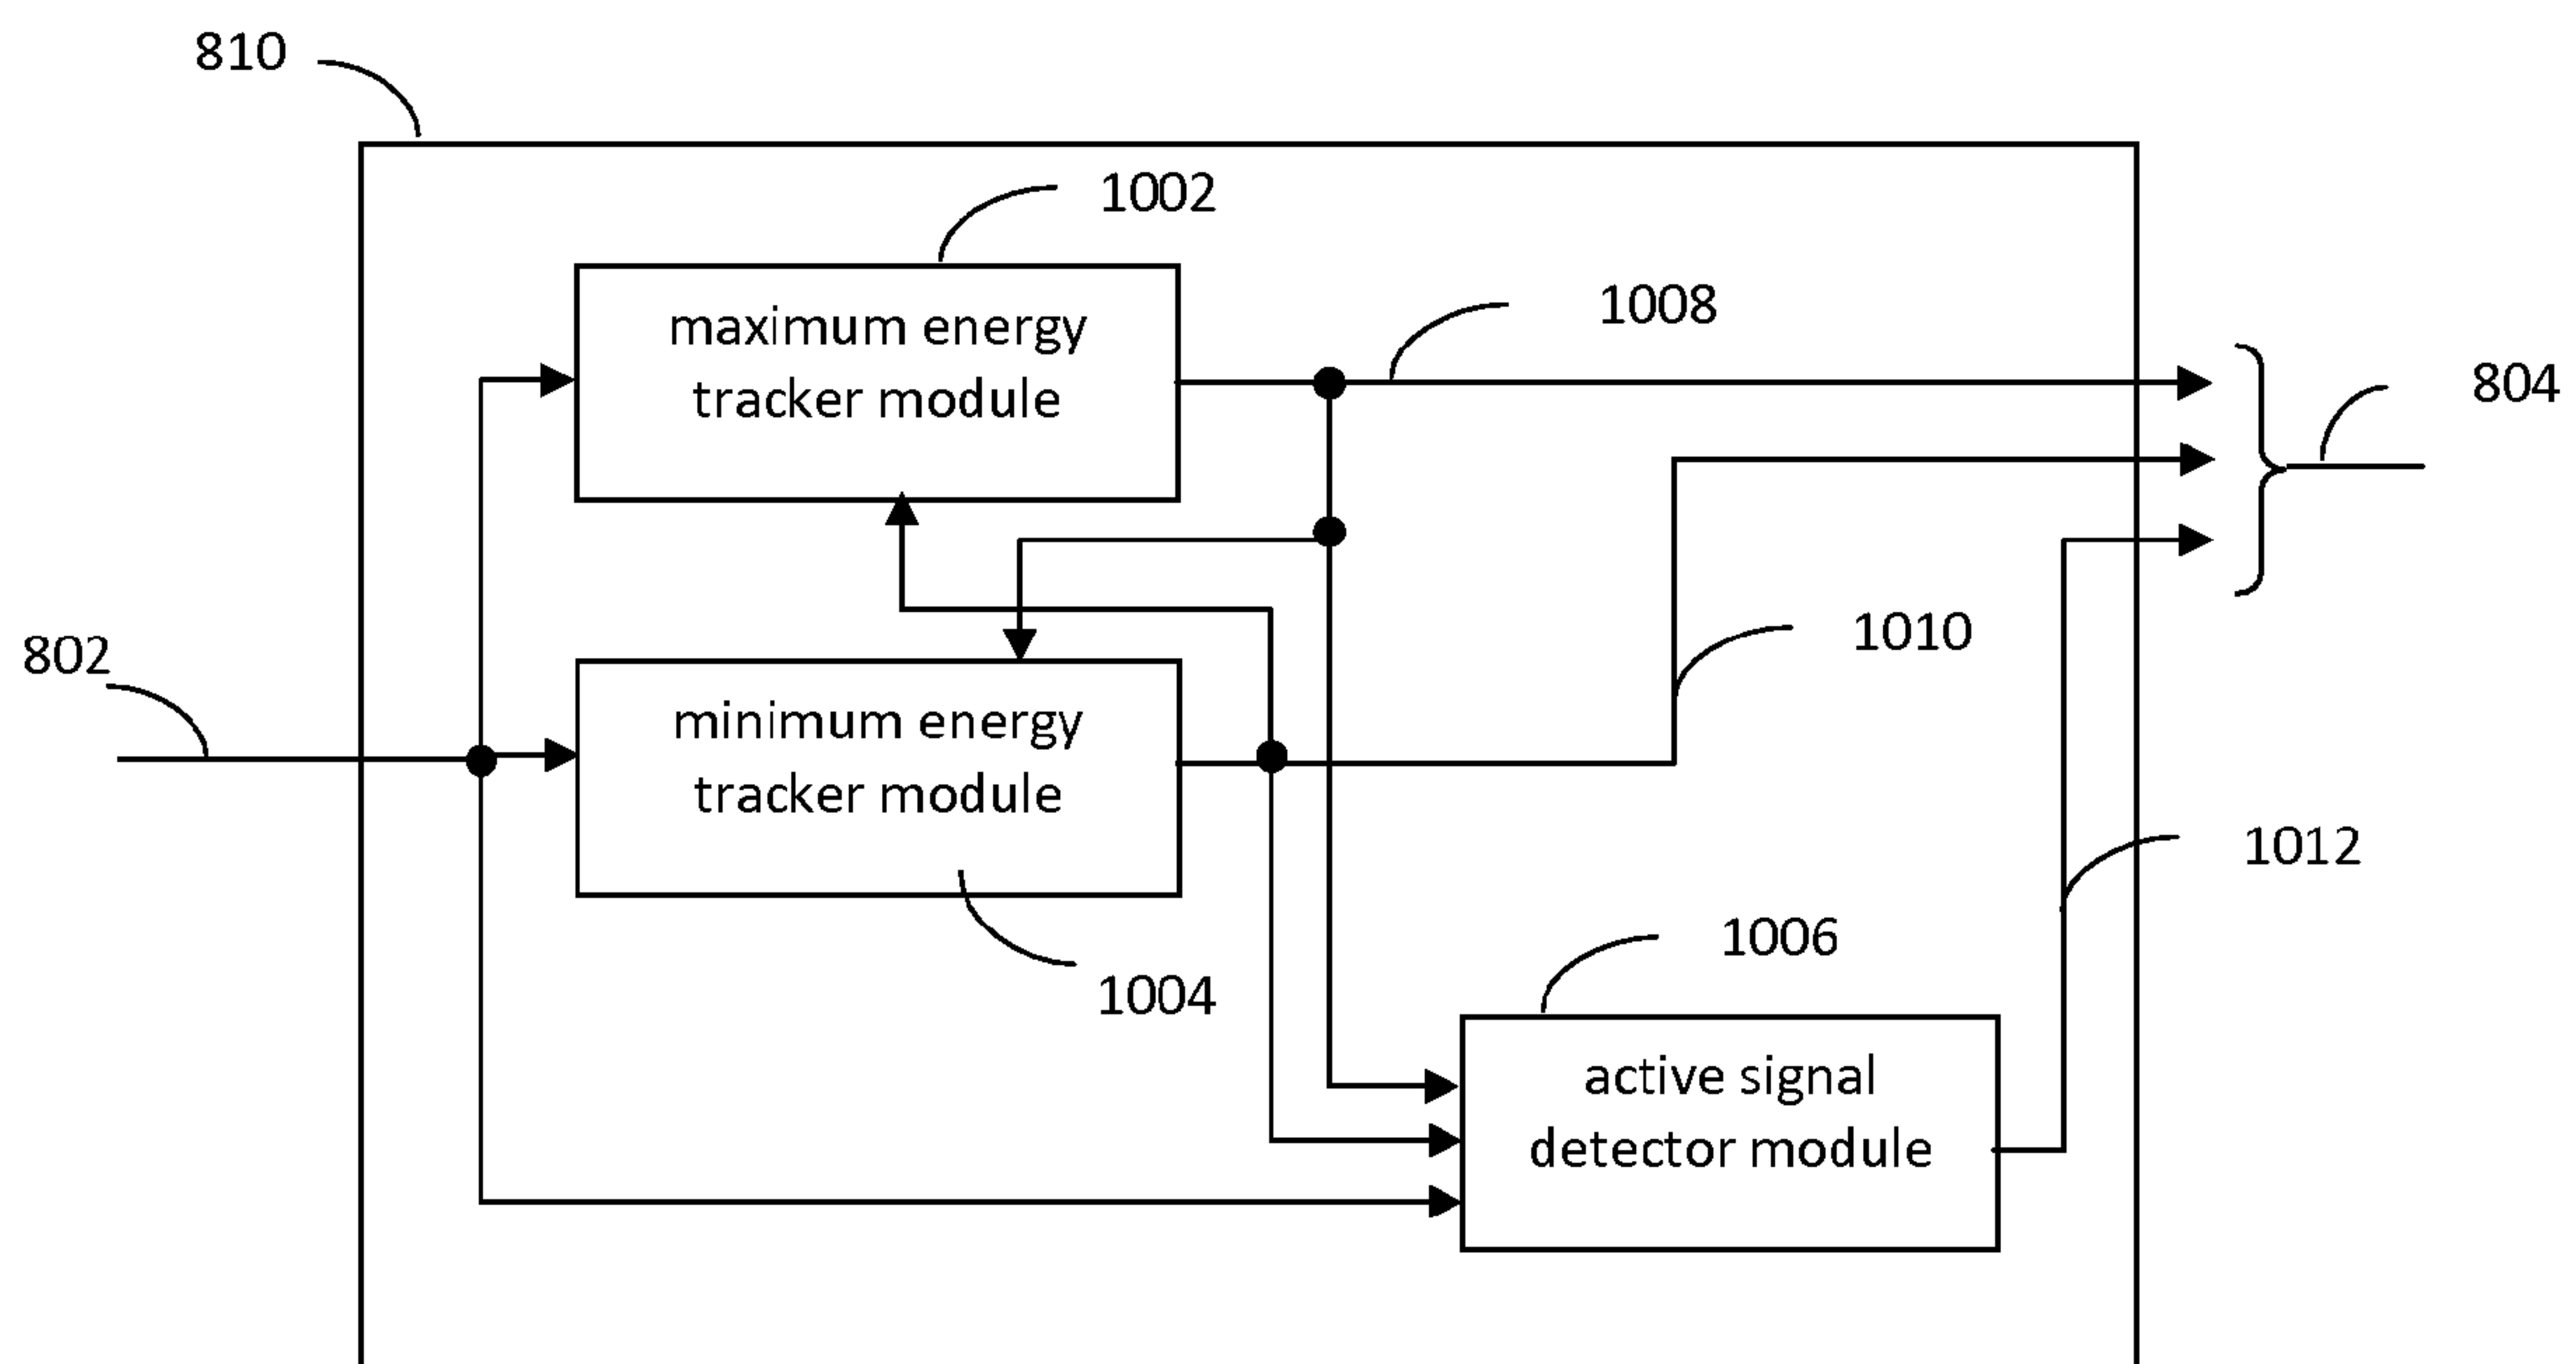 810
1002
maximum energy
tracker module
1008
804
802
minimum energy
tracker module
1010
1004
1012
1006
active signal
detector module